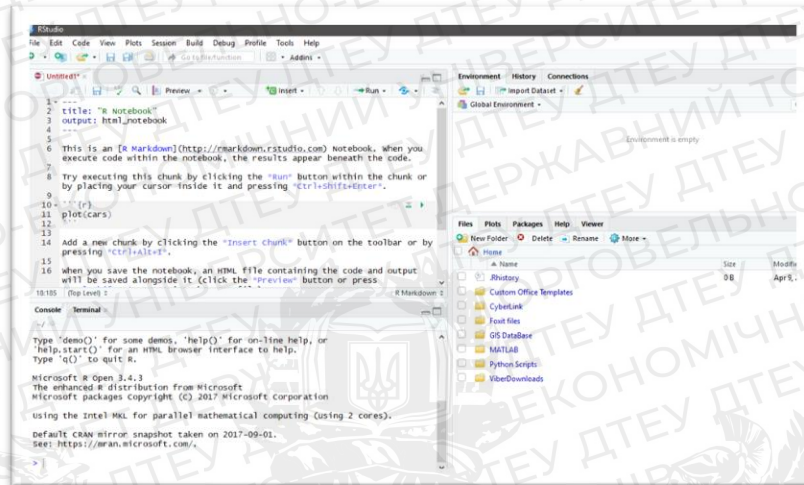 RStudio
File Edit Code View Plots Session Build Debug Profile Tools Help
Go to file/function Addins
Untitled1*
Preview Insert Run
1 ---
2 title: "R Notebook"
3 output: html_notebook
4 ---
5
6 This is an [R Markdown](http://rmarkdown.rstudio.com) Notebook. When you
execute code within the notebook, the results appear beneath the code.
7
8 Try executing this chunk by clicking the *Run* button within the chunk or
by placing your cursor inside it and pressing *Ctrl+Shift+Enter*.
9
10 ```{r}
11 plot(cars)
12 ```
13
14 Add a new chunk by clicking the *Insert Chunk* button on the toolbar or by
pressing *Ctrl+Alt+I*.
15
16 When you save the notebook, an HTML file containing the code and output
will be saved alongside it (click the *Preview* button or press
(Top Level) R Markdown
Console Terminal
~/
Type 'demo()' for some demos, 'help()' for on-line help, or
'help.start()' for an HTML browser interface to help.
Type 'q()' to quit R.
Microsoft R Open 3.4.3
The enhanced R distribution from Microsoft
Microsoft packages Copyright (C) 2017 Microsoft Corporation
Using the Intel MKL for parallel mathematical computing (using 2 cores).
Default CRAN mirror snapshot taken on 2017-09-01.
See: https://mran.microsoft.com/.
>
Environment History Connections
Import Dataset
Global Environment
Environment is empty
Files Plots Packages Help Viewer
New Folder Delete Rename More
Home
Name Size Modifie
.Rhistory 0 B Apr 9,
Custom Office Templates
CyberLink
Foxit files
GIS DataBase
MATLAB
Python Scripts
ViberDownloads